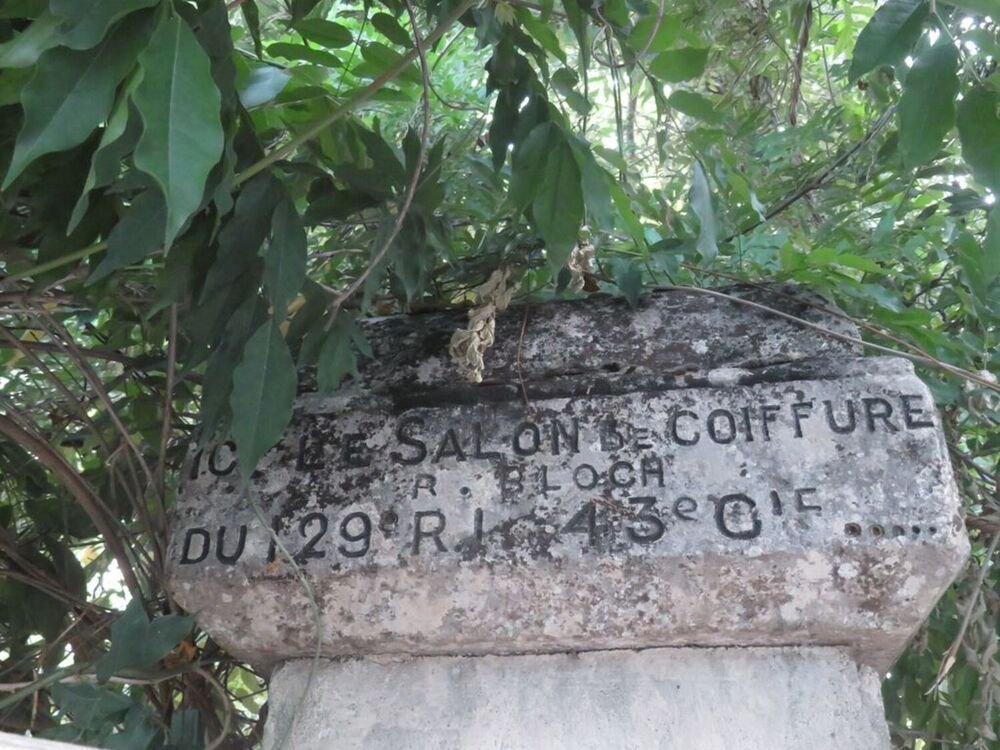 ICI LE SALON DE COIFFURE
R. BLOCH
DU 129e R.I 43e CIE .....